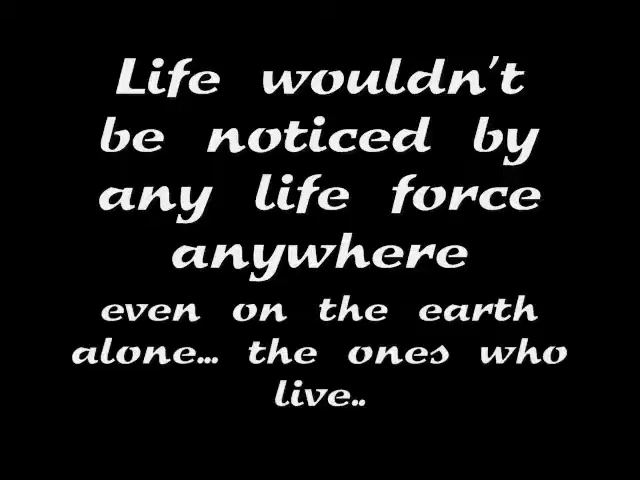 Life wouldn't
be noticed by
any life force
anywhere
even on the earth
alone... the ones who
live..